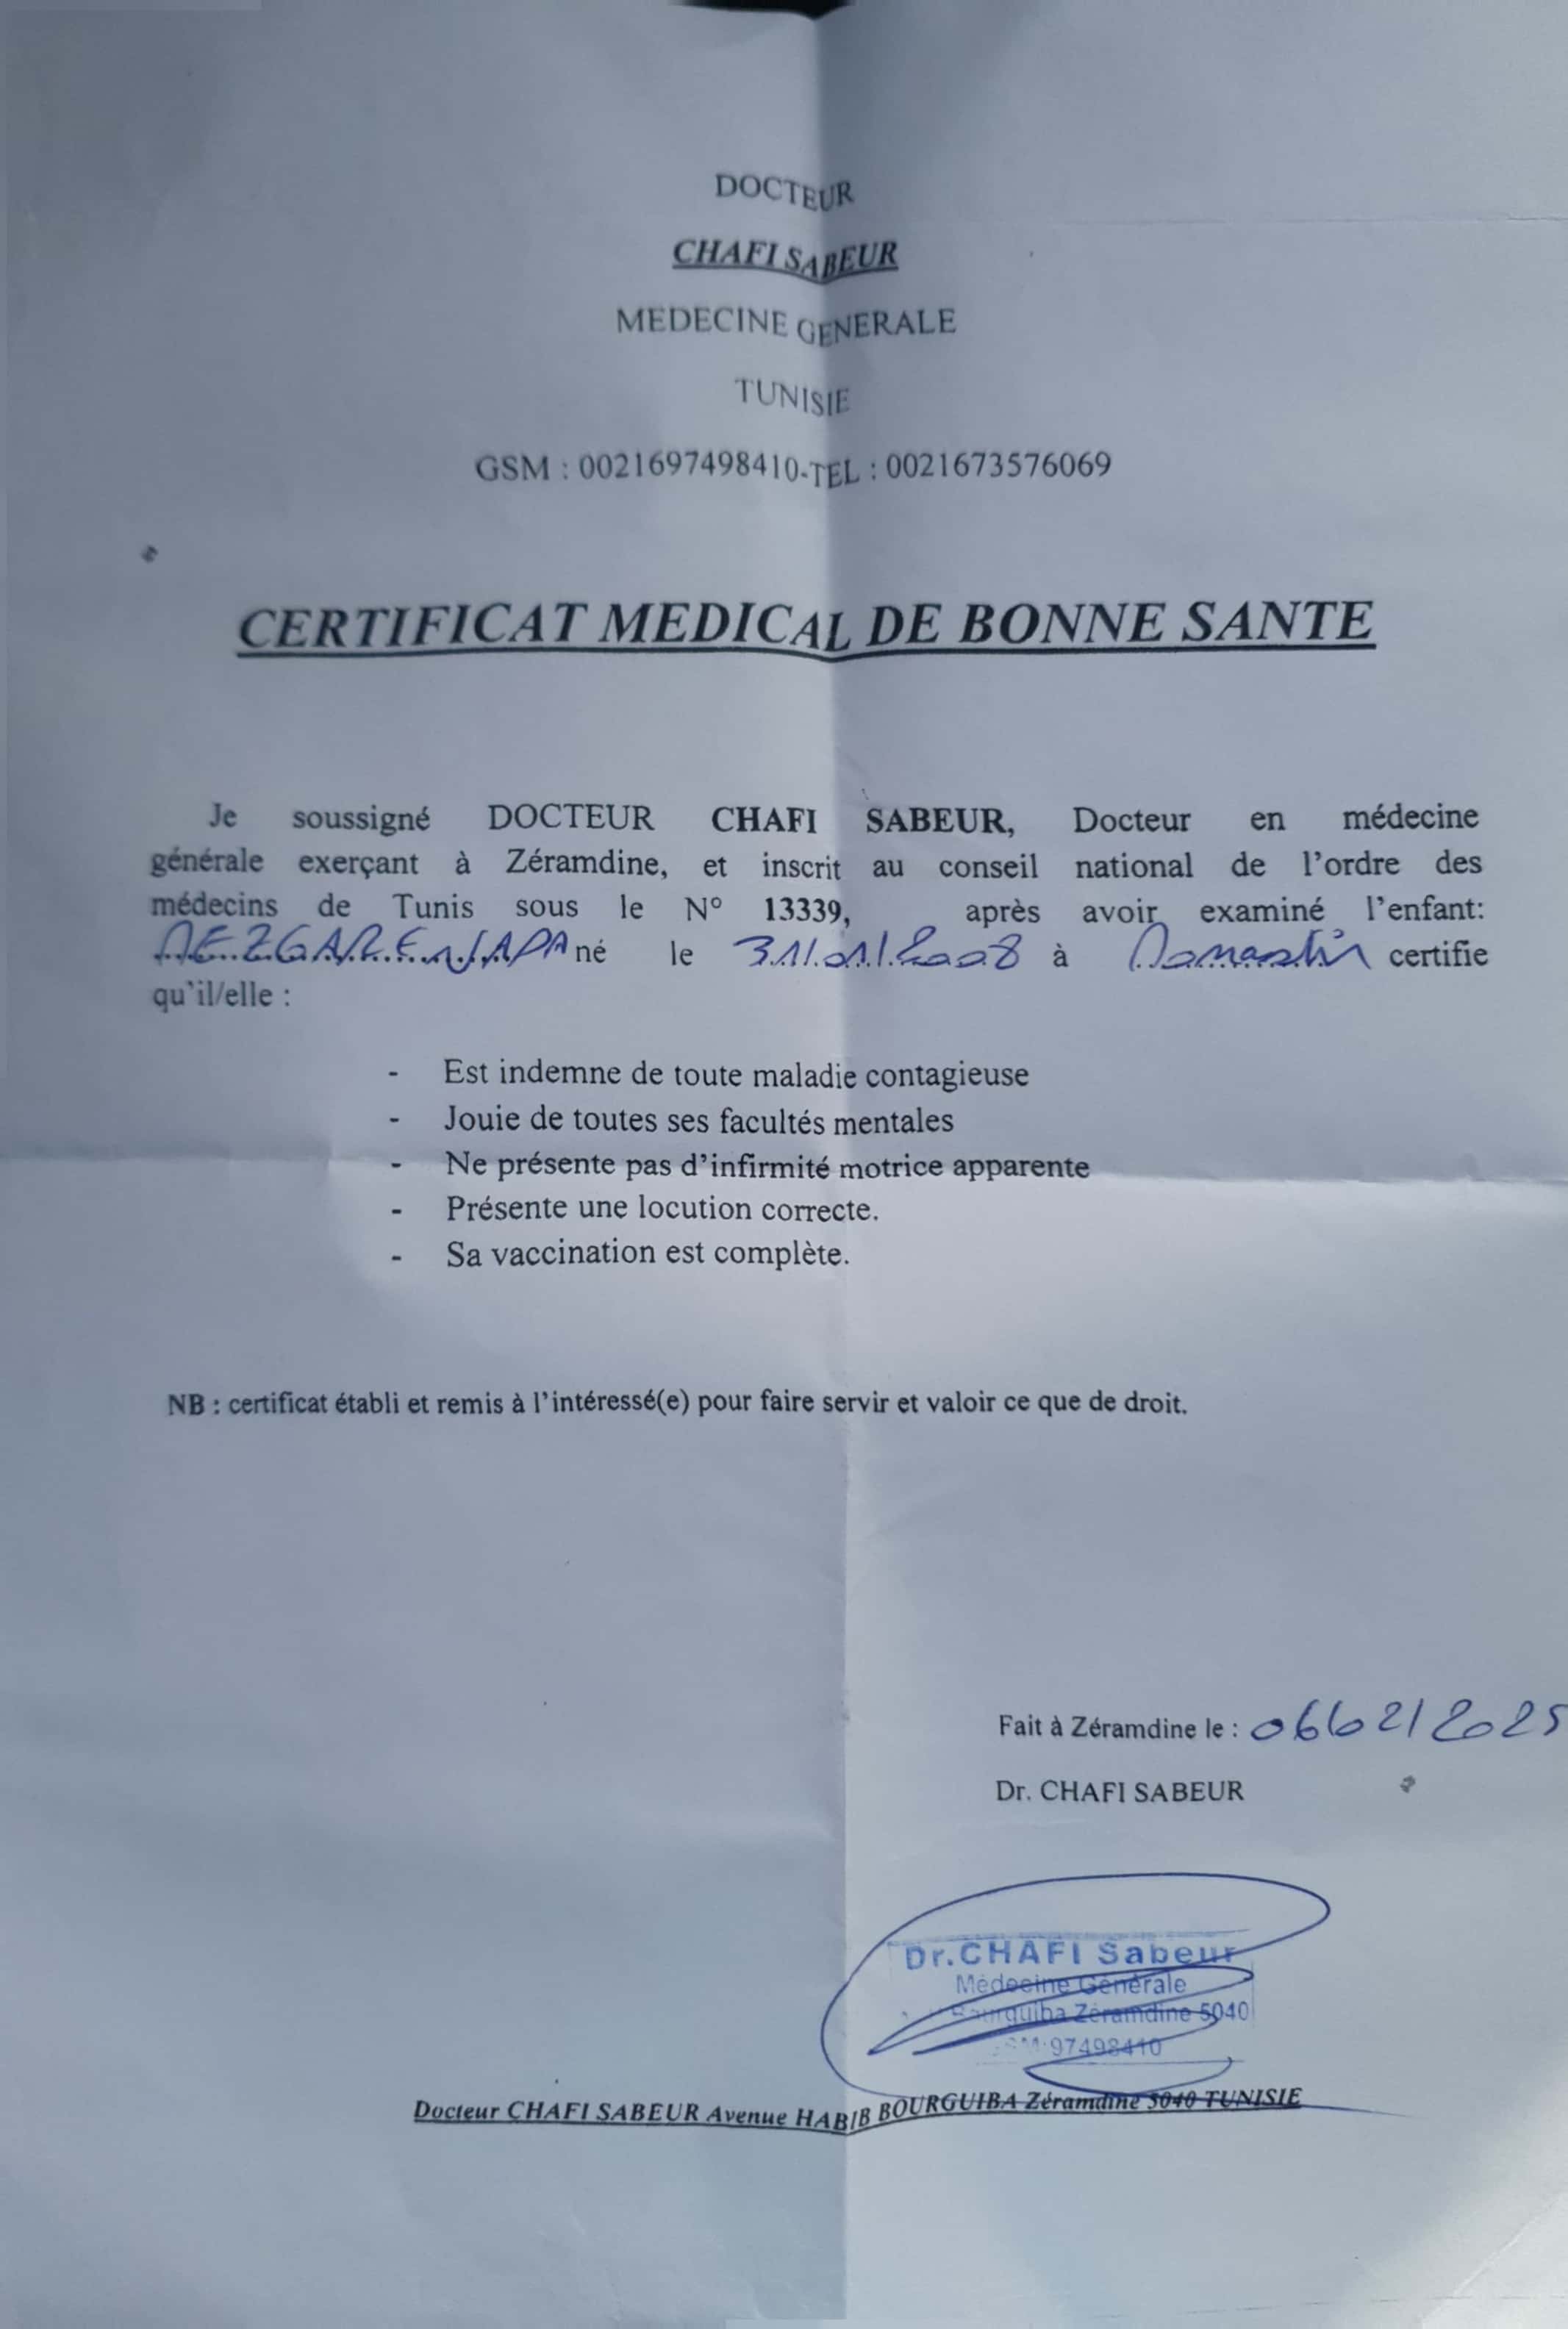 DOCTEUR
CHAFI SABEUR
MEDECINE GENERALE
TUNISIE
GSM : 0021697498410-TEL : 0021673576069
CERTIFICAT MEDICAL DE BONNE SANTE
Je soussigné DOCTEUR CHAFI SABEUR, Docteur en médecine
générale exerçant à Zéramdine, et inscrit au conseil national de l'ordre des
médecins de Tunis sous le N° 13339, après avoir examiné l'enfant:
né le 31/01/2008 à certifie
qu'il/elle :
- Est indemne de toute maladie contagieuse
- Jouie de toutes ses facultés mentales
- Ne présente pas d'infirmité motrice apparente
- Présente une locution correcte.
- Sa vaccination est complète.
NB : certificat établi et remis à l'intéressé(e) pour faire servir et valoir ce que de droit.
Fait à Zéramdine le : 06/02/2025
Dr. CHAFI SABEUR
Dr.CHAFI Sabeur
Médecine Générale
Bourguiba Zéramdine 5040
97498410
Docteur CHAFI SABEUR Avenue HABIB BOURGUIBA Zéramdine 5040 TUNISIE